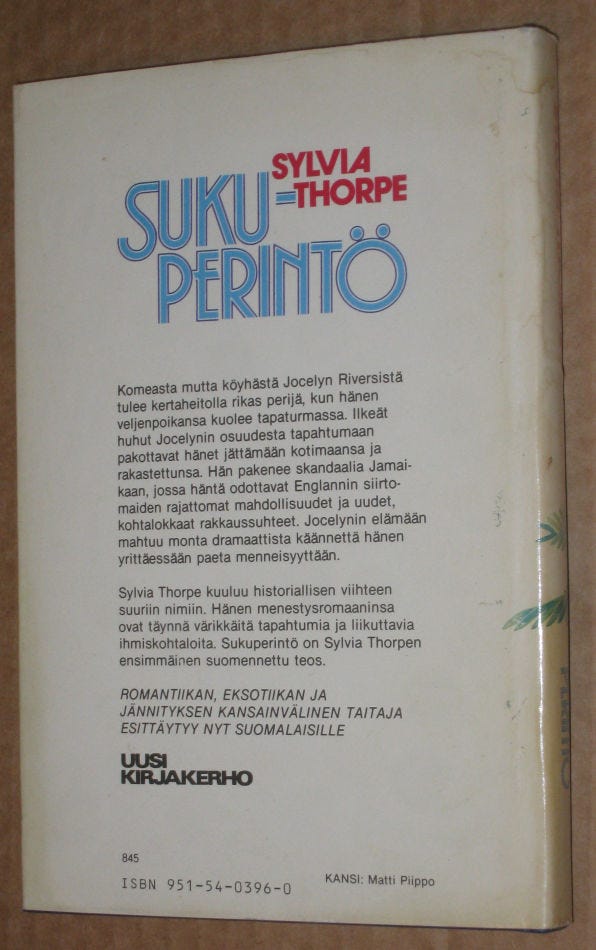 SYLVIA
THORPE
SUKU-
PERINTÖ
Komeasta mutta köyhästä Jocelyn Riversistä
tulee kertaheitolla rikas perijä, kun hänen
veljenpoikansa kuolee tapaturmassa. Ilkeät
huhut Jocelynin osuudesta tapahtumaan
pakottavat hänet jättämään kotimaansa ja
rakastettunsa. Hän pakenee skandaalia Jamai-
kaan, jossa häntä odottavat Englannin siirto-
maiden rajattomat mahdollisuudet ja uudet,
kohtalokkaat rakkaussuhteet. Jocelynin elämään
mahtuu monta dramaattista käännettä hänen
yrittäessään paeta menneisyyttään.
Sylvia Thorpe kuuluu historiallisen viihteen
suuriin nimiin. Hänen menestysromaaninsa
ovat täynnä värikkäitä tapahtumia ja liikuttavia
ihmiskohtaloita. Sukuperintö on Sylvia Thorpen
ensimmäinen suomennettu teos.
ROMANTIIKAN, EKSOTIIKAN JA
JÄNNITYKSEN KANSAINVÄLINEN TAITAJA
ESITTÄYTYY NYT SUOMALAISILLE
UUSI
KIRJAKERHO
845
ISBN 951-54-0396-0
KANSI: Matti Piippo